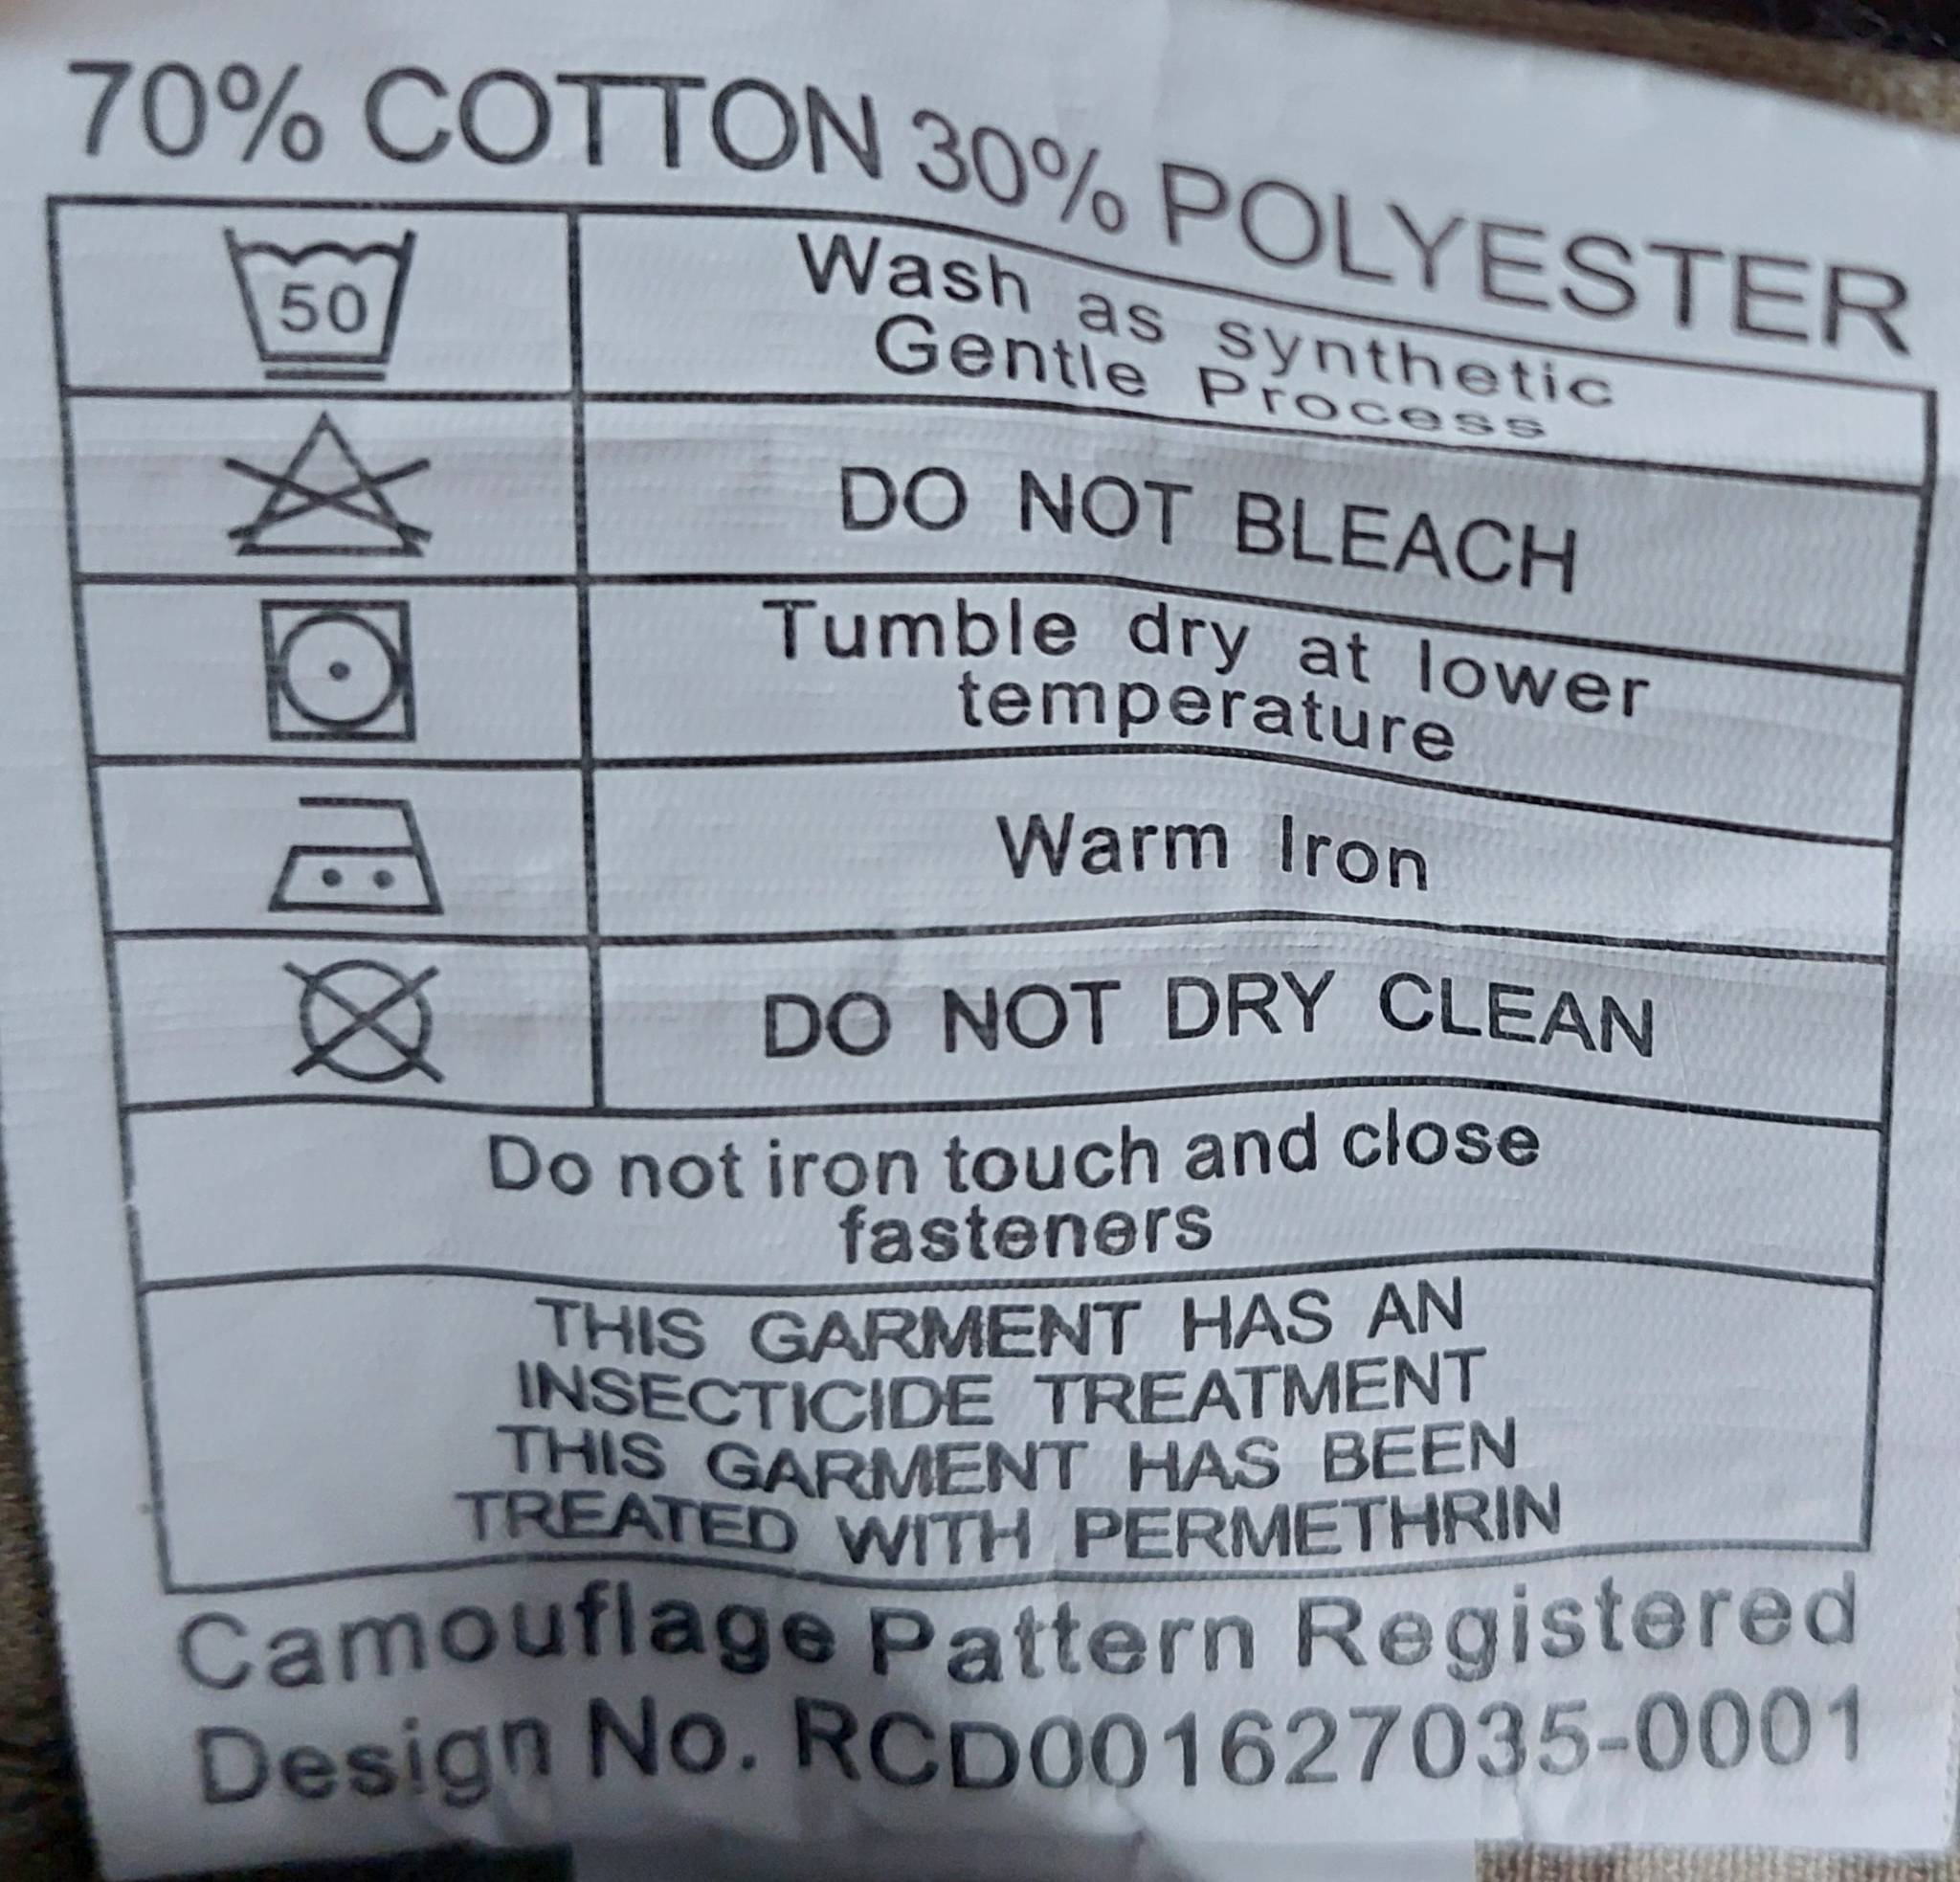 70% COTTON 30% POLYESTER
50
Wash as synthetic
Gentle Process
DO NOT BLEACH
Tumble dry at lower
temperature
Warm Iron
DO NOT DRY CLEAN
Do not iron touch and close
fasteners
THIS GARMENT HAS AN
INSECTICIDE TREATMENT
THIS GARMENT HAS BEEN
TREATED WITH PERMETHRIN
Camouflage Pattern Registered
Design No. RCD001627035-0001